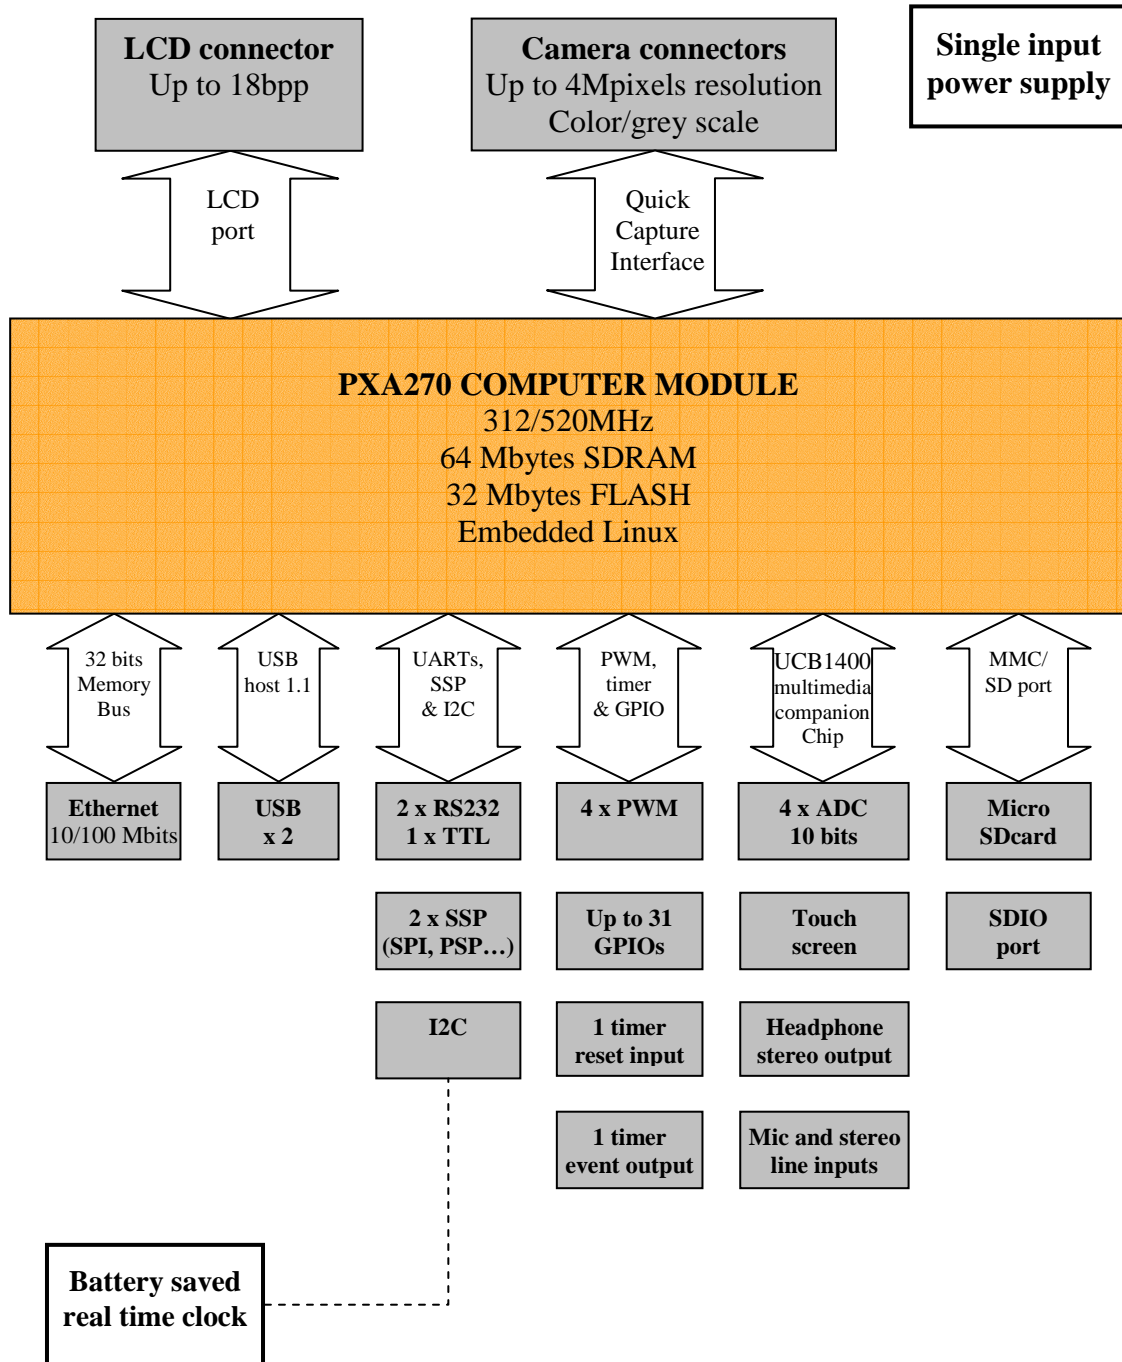 LCD connector
Up to 18bpp
Camera connectors
Up to 4Mpixels resolution
Color/grey scale
Single input
power supply
LCD
port
Quick
Capture
Interface
PXA270 COMPUTER MODULE
312/520MHz
64 Mbytes SDRAM
32 Mbytes FLASH
Embedded Linux
32 bits
Memory
Bus
USB
host 1.1
UARTs,
SSP
& I2C
PWM,
timer
& GPIO
UCB1400
multimedia
companion
Chip
MMC/
SD port
Ethernet
10/100 Mbits
USB
x 2
2 x RS232
1 x TTL
4 x PWM
4 x ADC
10 bits
Micro
SDcard
2 x SSP
(SPI, PSP…)
Up to 31
GPIOs
Touch
screen
SDIO
port
I2C
1 timer
reset input
Headphone
stereo output
1 timer
event output
Mic and stereo
line inputs
Battery saved
real time clock